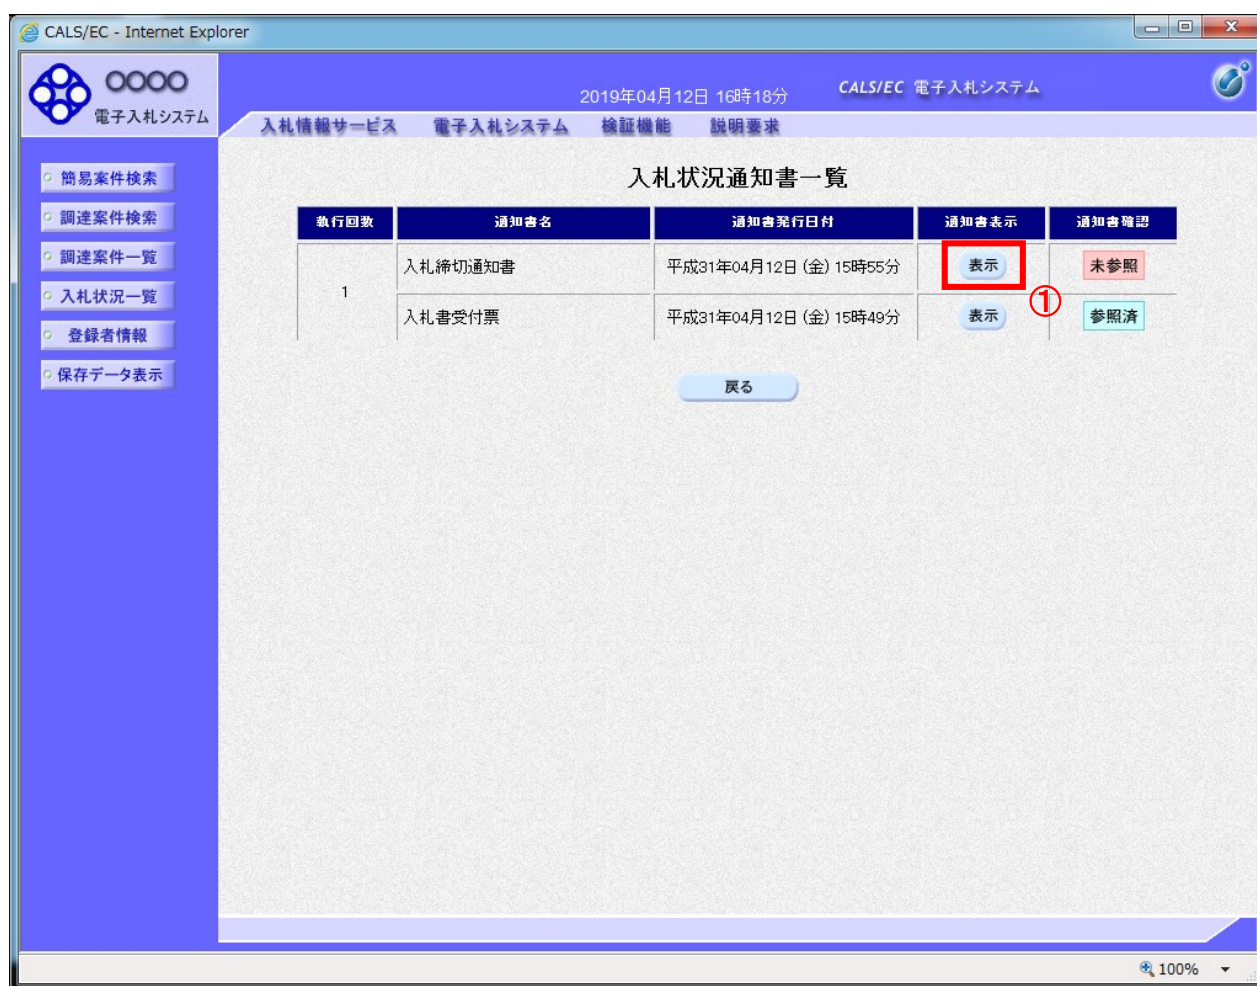 CALS/EC - Internet Explorer
OOOO
電子入札システム
2019年04月12日 16時18分
CALS/EC 電子入札システム
入札情報サービス 電子入札システム 検証機能 説明要求
簡易案件検索
調達案件検索
調達案件一覧
入札状況一覧
登録者情報
保存データ表示
入札状況通知書一覧
執行回数 通知書名 通知書発行日付 通知書表示 通知書確認
1
入札締切通知書 平成31年04月12日 (金) 15時55分 表示 未参照
①
入札書受付票 平成31年04月12日 (金) 15時49分 表示 参照済
戻る
100%